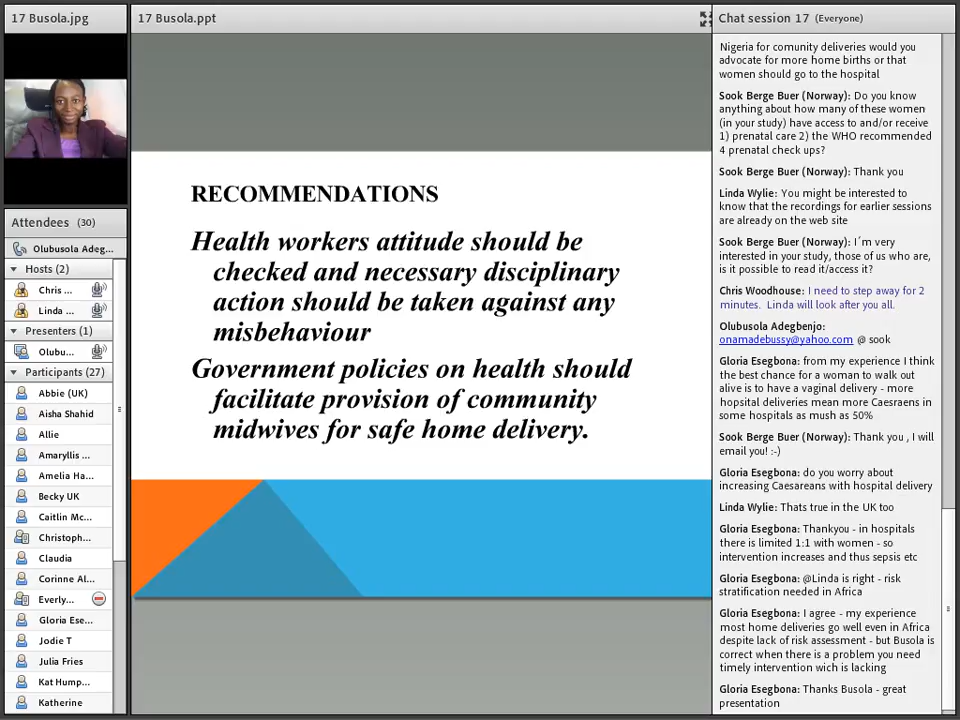 17 Busola.jpg
Attendees (30)
Olubusola Adeg...
Hosts (2)
Chris ...
Linda ...
Presenters (1)
Olubu...
Participants (27)
Abbie (UK)
Aisha Shahid
Allie
Amaryllis ...
Amelia Ha...
Becky UK
Caitlin Mc...
Christoph...
Claudia
Corinne Al...
Everly...
Gloria Ese...
Jodie T
Julia Fries
Kat Hump...
Katherine
17 Busola.ppt
RECOMMENDATIONS
Health workers attitude should be
checked and necessary disciplinary
action should be taken against any
misbehaviour
Government policies on health should
facilitate provision of community
midwives for safe home delivery.
Chat session 17 (Everyone)
Nigeria for comunity deliveries would you
advocate for more home births or that
women should go to the hospital
Sook Berge Buer (Norway): Do you know
anything about how many of these women
(in your study) have access to and/or receive
1) prenatal care 2) the WHO recommended
4 prenatal check ups?
Sook Berge Buer (Norway): Thank you
Linda Wylie: You might be interested to
know that the recordings for earlier sessions
are already on the web site
Sook Berge Buer (Norway): I´m very
interested in your study, those of us who are,
is it possible to read it/access it?
Chris Woodhouse: I need to step away for 2
minutes. Linda will look after you all.
Olubusola Adegbenjo:
onamadebussy@yahoo.com @ sook
Gloria Esegbona: from my experience I think
the best chance for a woman to walk out
alive is to have a vaginal delivery - more
hopsital deliveries mean more Caesraens in
some hospitals as mush as 50%
Sook Berge Buer (Norway): Thank you , I will
email you! :-)
Gloria Esegbona: do you worry about
increasing Caesareans with hospital delivery
Linda Wylie: Thats true in the UK too
Gloria Esegbona: Thankyou - in hospitals
there is limited 1:1 with women - so
intervention increases and thus sepsis etc
Gloria Esegbona: @Linda is right - risk
stratification needed in Africa
Gloria Esegbona: I agree - my experience
most home deliveries go well even in Africa
despite lack of risk assessment - but Busola is
correct when there is a problem you need
timely intervention wich is lacking
Gloria Esegbona: Thanks Busola - great
presentation